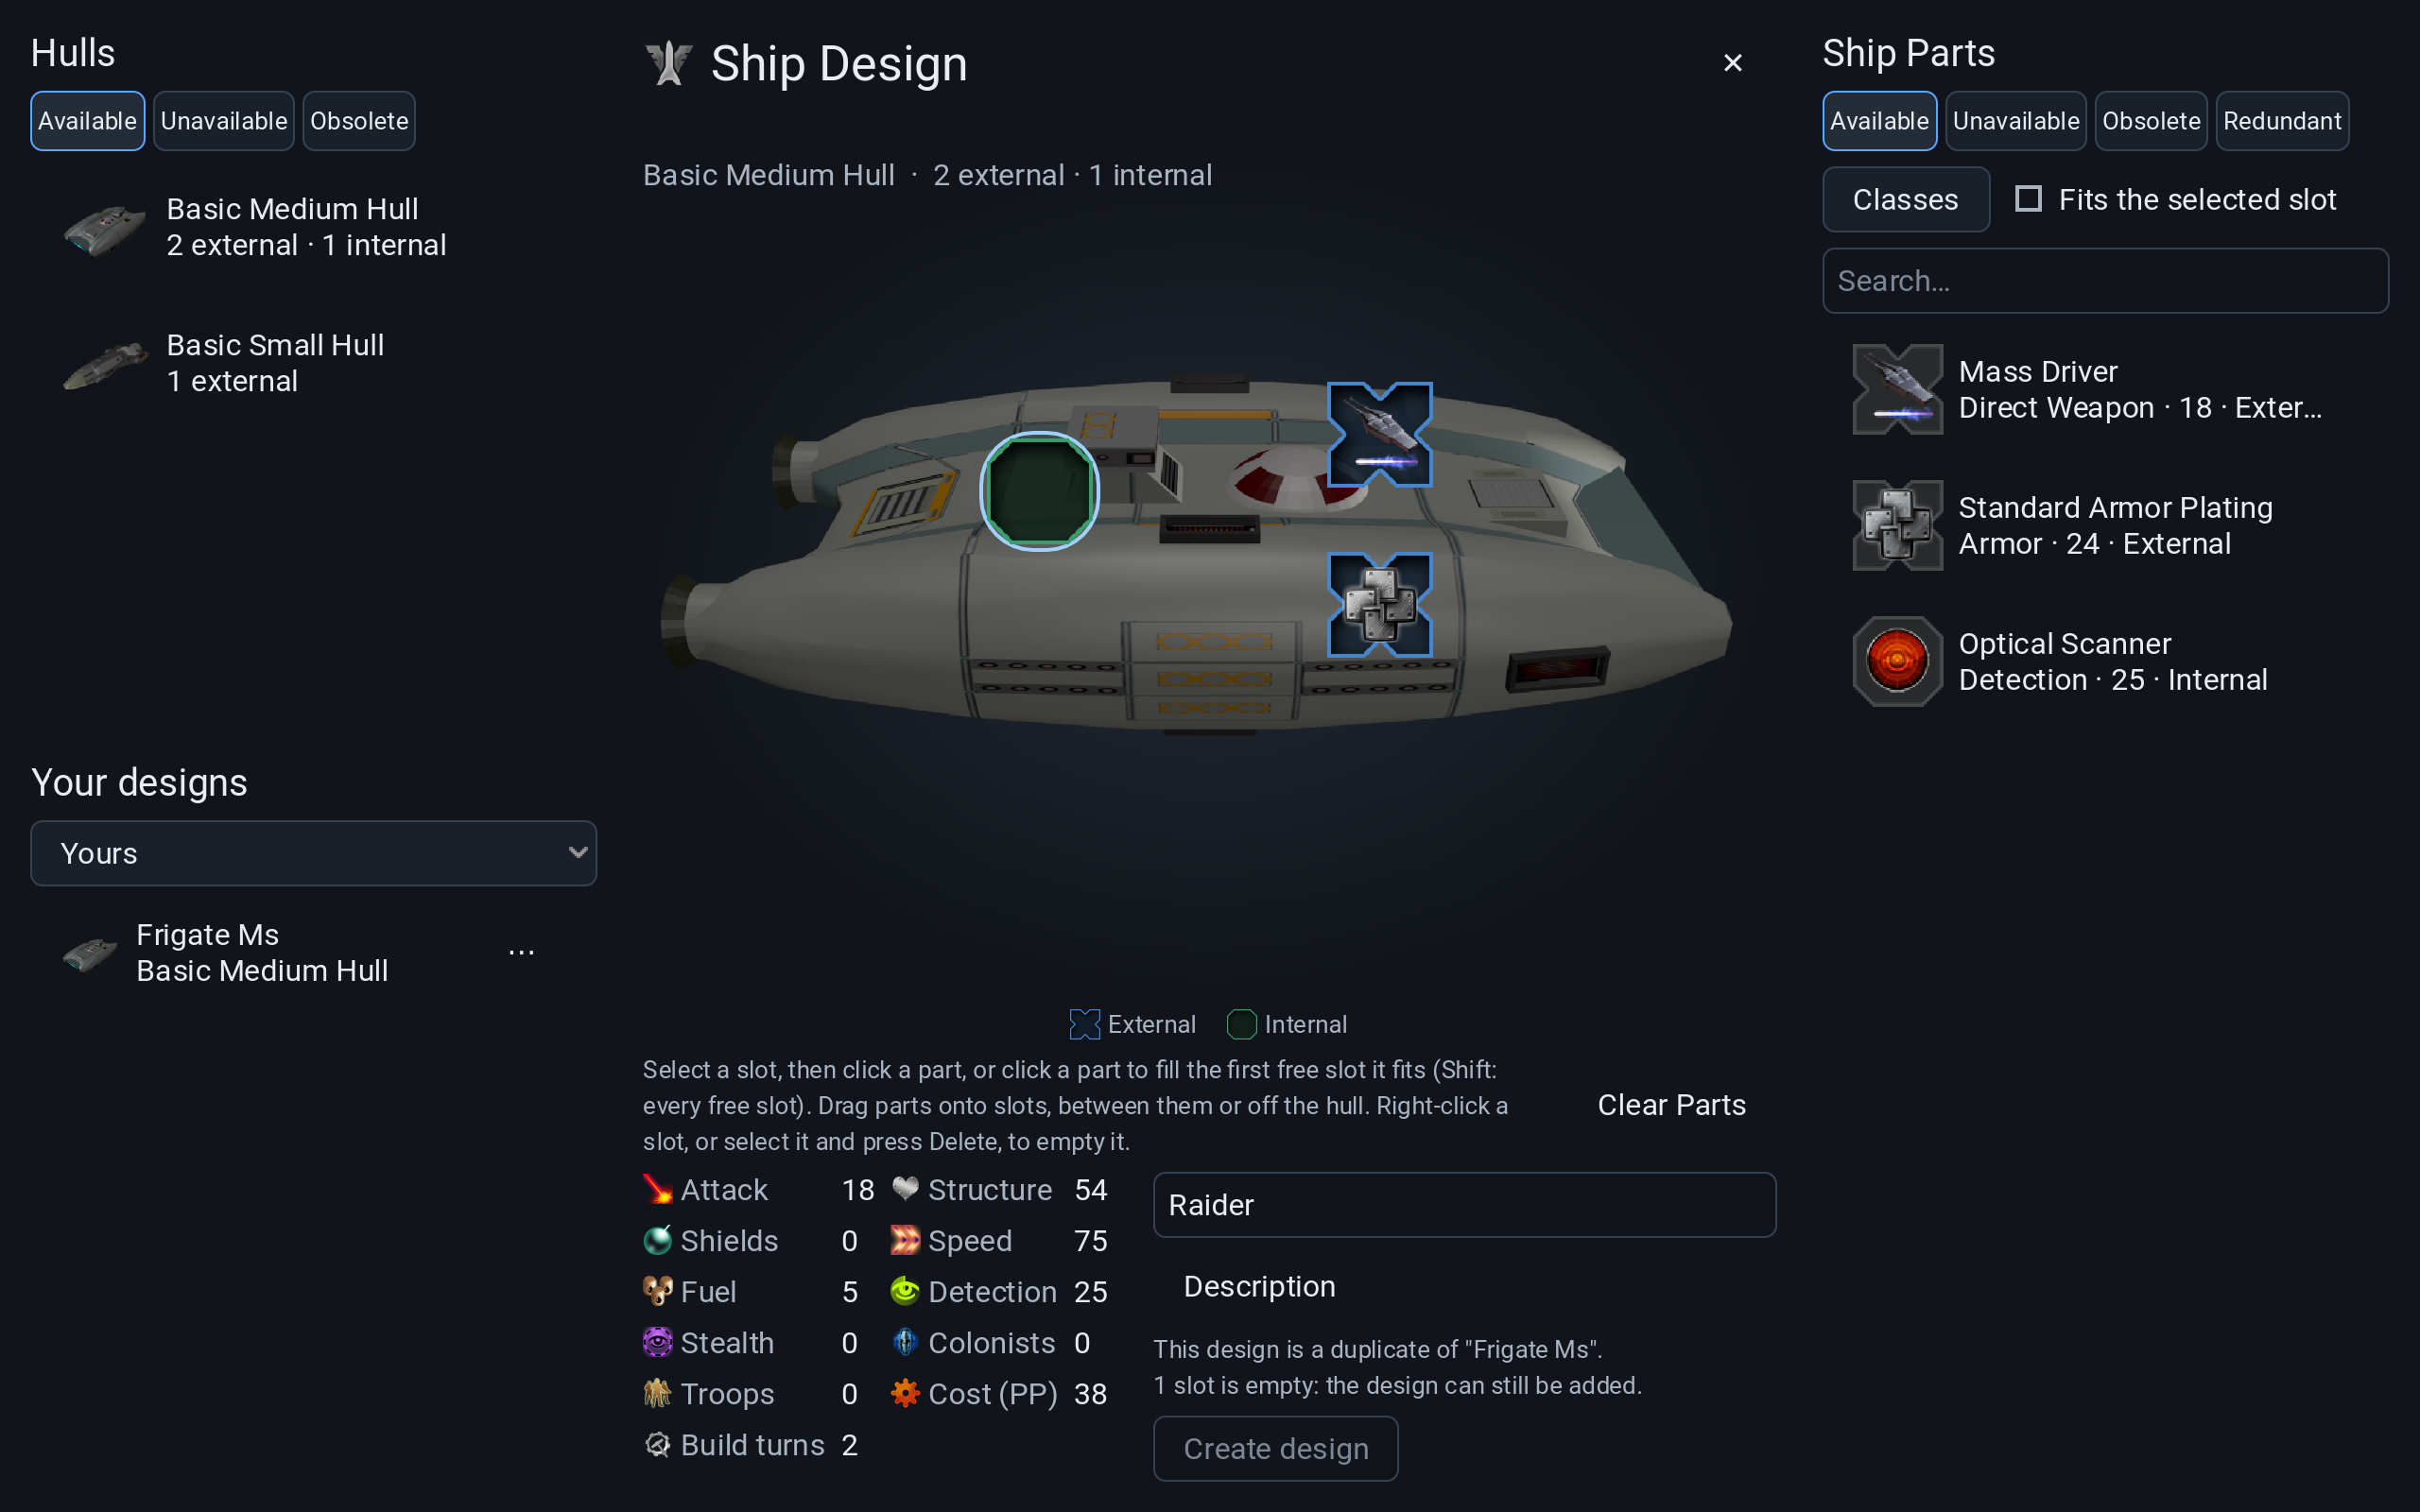 Hulls
Available
Unavailable
Obsolete
Basic Medium Hull
2 external · 1 internal
Basic Small Hull
1 external
Your designs
Yours
Frigate Ms
Basic Medium Hull
...
Ship Design
×
Basic Medium Hull · 2 external · 1 internal
External
Internal
Select a slot, then click a part, or click a part to fill the first free slot it fits (Shift:
every free slot). Drag parts onto slots, between them or off the hull. Right-click a
slot, or select it and press Delete, to empty it.
Clear Parts
Attack 18
Structure 54
Shields 0
Speed 75
Fuel 5
Detection 25
Stealth 0
Colonists 0
Troops 0
Cost (PP) 38
Build turns 2
Raider
Description
This design is a duplicate of "Frigate Ms".
1 slot is empty: the design can still be added.
Create design
Ship Parts
Available
Unavailable
Obsolete
Redundant
Classes
Fits the selected slot
Search...
Mass Driver
Direct Weapon · 18 · Exter...
Standard Armor Plating
Armor · 24 · External
Optical Scanner
Detection · 25 · Internal